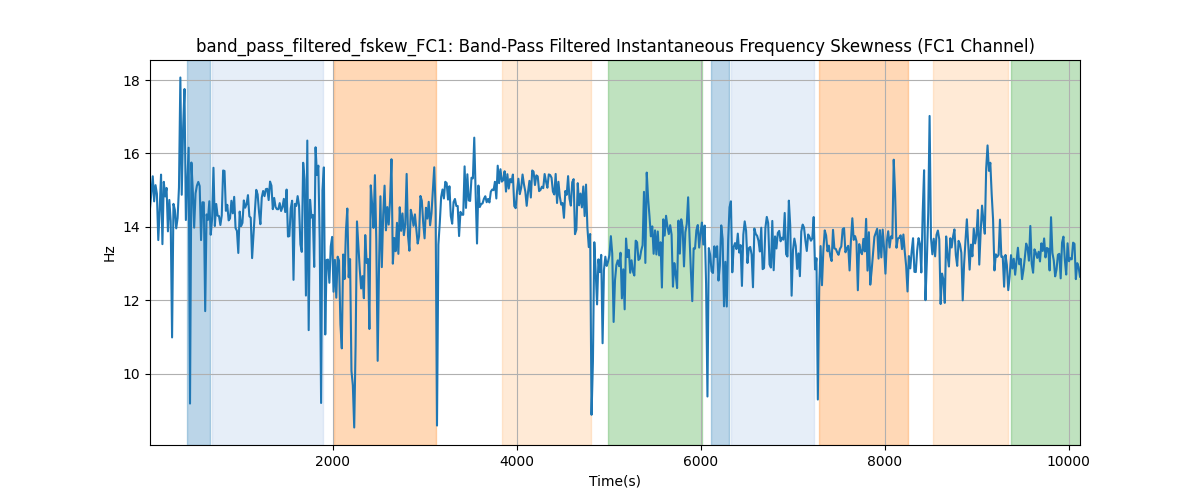 band_pass_filtered_fskew_FC1: Band-Pass Filtered Instantaneous Frequency Skewness (FC1 Channel)
18
16
14
12
10
Hz
2000 4000 6000 8000 10000
Time(s)